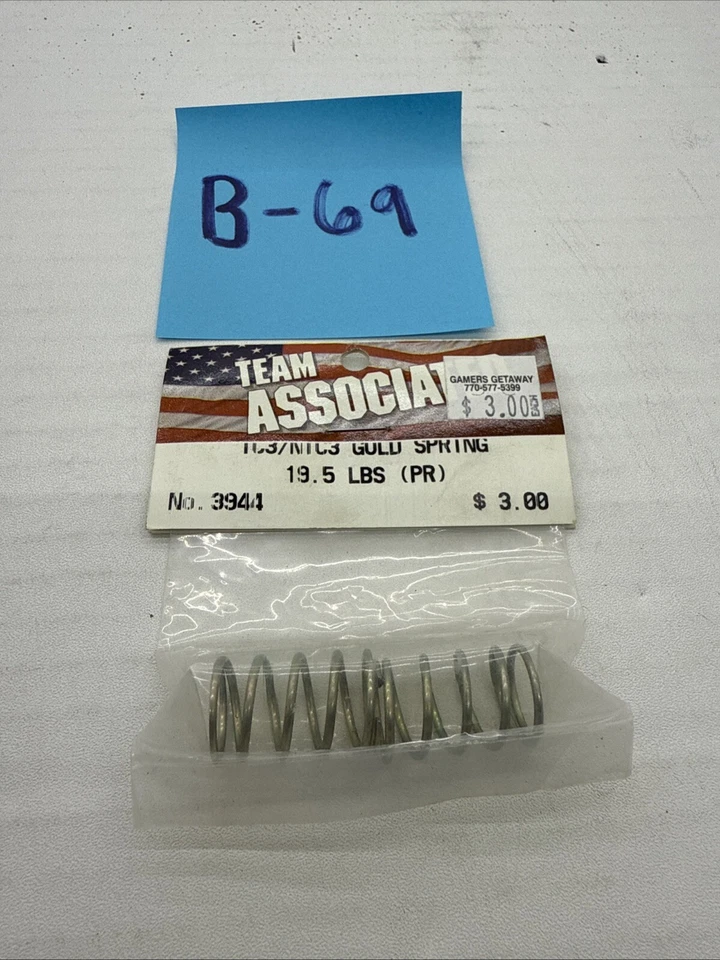 B-69
TEAM
ASSOCIAT
GAMERS GETAWAY
770-577-5399
$ 3.00
TC3/NTC3 GOLD SPRING
19.5 LBS (PR)
No. 3944
$ 3.00